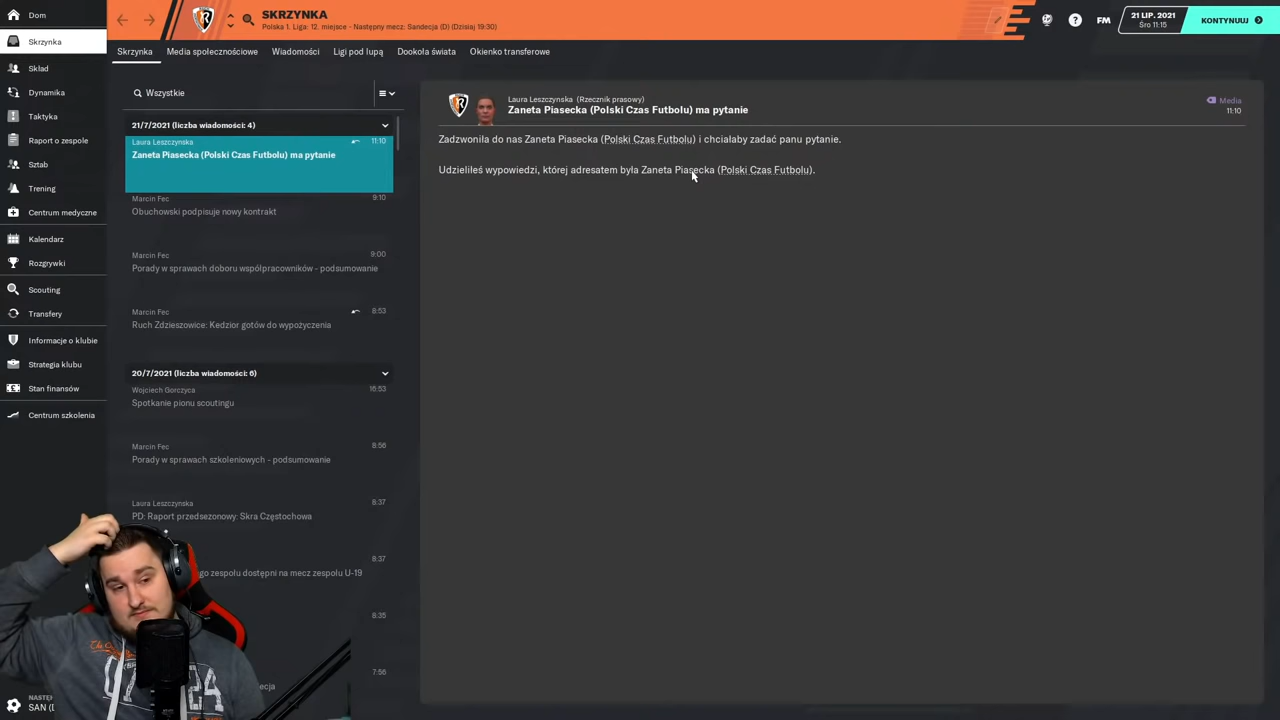 Dom
Skrzynka
Skład
Dynamika
Taktyka
Raport o zespole
Sztab
Trening
Centrum medyczne
Kalendarz
Rozgrywki
Scouting
Transfery
Informacje o klubie
Strategia klubu
Stan finansów
Centrum szkolenia
SKRZYNKA
Polska 1. Liga: 12. miejsce - Następny mecz: Sandecja (D) (Dzisiaj 19:30)
FM
21 LIP. 2021
Śro 11:15
KONTYNUUJ
Skrzynka
Media społecznościowe
Wiadomości
Ligi pod lupą
Dookoła świata
Okienko transferowe
Wszystkie
21/7/2021 (liczba wiadomości: 4)
Laura Leszczynska 11:10
Zaneta Piasecka (Polski Czas Futbolu) ma pytanie
Marcin Fec 9:10
Obuchowski podpisuje nowy kontrakt
Marcin Fec 9:00
Porady w sprawach doboru współpracowników - podsumowanie
Marcin Fec 8:53
Ruch Zdzieszowice: Kedzior gotów do wypożyczenia
20/7/2021 (liczba wiadomości: 6)
Wojciech Gorczyca 16:53
Spotkanie pionu scoutingu
Marcin Fec 8:56
Porady w sprawach szkoleniowych - podsumowanie
Laura Leszczynska 8:37
PD: Raport przedsezonowy: Skra Częstochowa
8:37
go zespołu dostępni na mecz zespołu U-19
8:35
7:56
ecja
NASTĘ
SAN (D
Laura Leszczynska (Rzecznik prasowy)
Zaneta Piasecka (Polski Czas Futbolu) ma pytanie
Media
11:10
Zadzwoniła do nas Zaneta Piasecka (Polski Czas Futbolu) i chciałaby zadać panu pytanie.
Udzieliłeś wypowiedzi, której adresatem była Zaneta Piasecka (Polski Czas Futbolu).